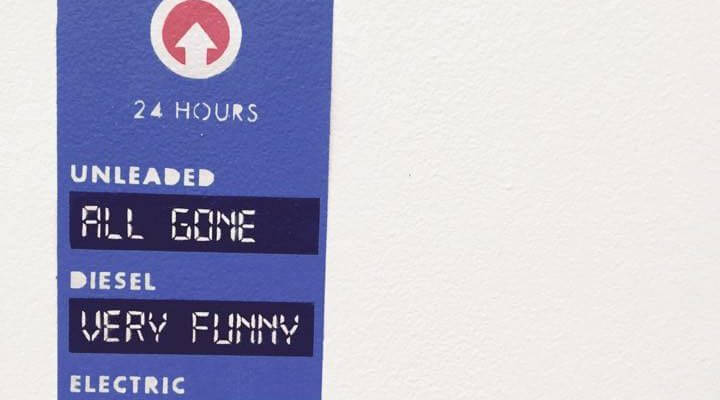 24 HOURS
UNLEADED
ALL GONE
DIESEL
VERY FUNNY
ELECTRIC